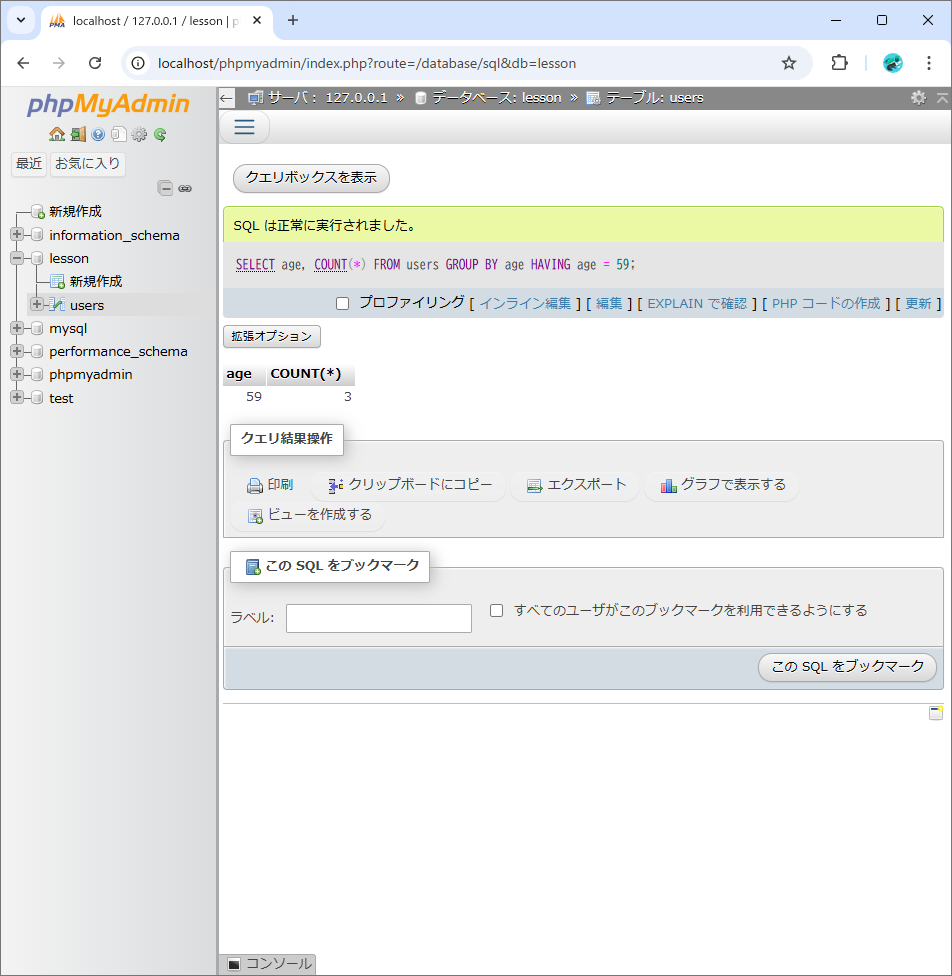 localhost / 127.0.0.1 / lesson | p
localhost/phpmyadmin/index.php?route=/database/sql&db=lesson
phpMyAdmin
最近 お気に入り
新規作成
information_schema
lesson
新規作成
users
mysql
performance_schema
phpmyadmin
test
サーバ： 127.0.0.1 » データベース: lesson » テーブル: users
クエリボックスを表示
SQL は正常に実行されました。
SELECT age, COUNT(*) FROM users GROUP BY age HAVING age = 59;
プロファイリング [ インライン編集 ] [ 編集 ] [ EXPLAIN で確認 ] [ PHP コードの作成 ] [ 更新 ]
拡張オプション
age COUNT(*)
59 3
クエリ結果操作
印刷 クリップボードにコピー エクスポート グラフで表示する
ビューを作成する
この SQL をブックマーク
ラベル: すべてのユーザがこのブックマークを利用できるようにする
この SQL をブックマーク
コンソール